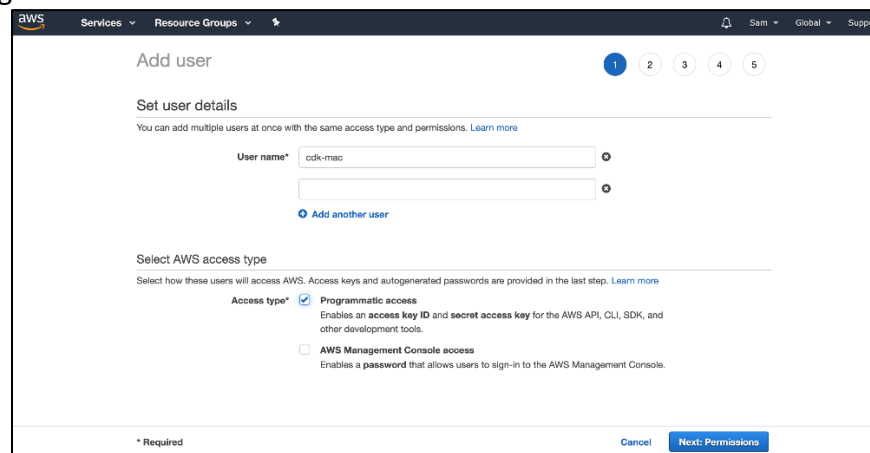 aws Services Resource Groups Sam Global Suppo
Add user 1 2 3 4 5
Set user details
You can add multiple users at once with the same access type and permissions. Learn more
User name* cdk-mac
Add another user
Select AWS access type
Select how these users will access AWS. Access keys and autogenerated passwords are provided in the last step. Learn more
Access type* Programmatic access
Enables an access key ID and secret access key for the AWS API, CLI, SDK, and
other development tools.
AWS Management Console access
Enables a password that allows users to sign-in to the AWS Management Console.
* Required Cancel Next: Permissions